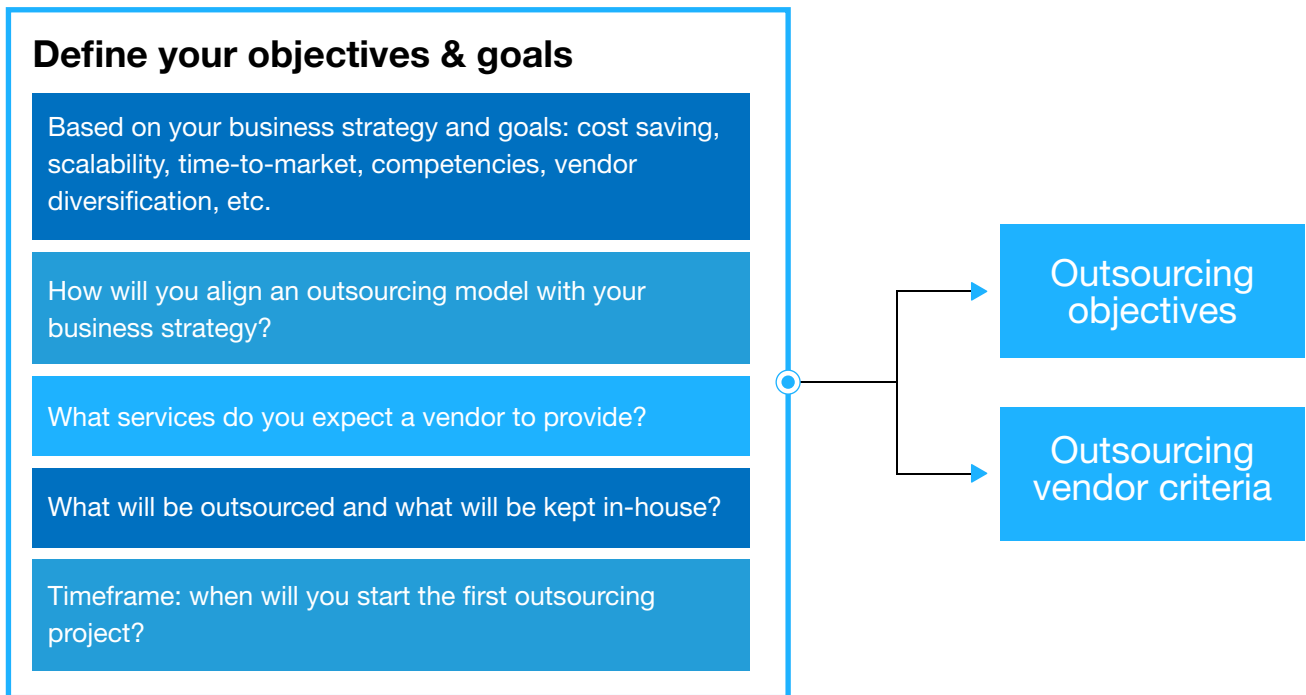 Define your objectives & goals
Based on your business strategy and goals: cost saving,
scalability, time-to-market, competencies, vendor
diversification, etc.
How will you align an outsourcing model with your
business strategy?
What services do you expect a vendor to provide?
What will be outsourced and what will be kept in-house?
Timeframe: when will you start the first outsourcing
project?
Outsourcing
objectives
Outsourcing
vendor criteria